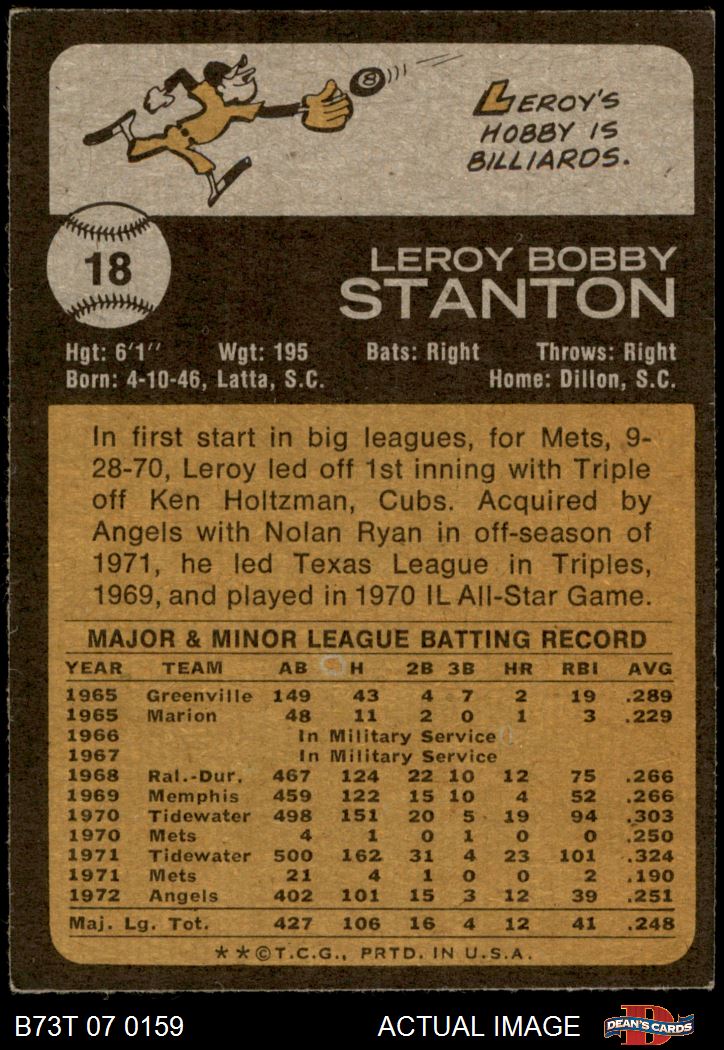 8
LEROY'S
HOBBY IS
BILLIARDS.
18
LEROY BOBBY
STANTON
Hgt: 6'1" Wgt: 195 Bats: Right Throws: Right
Born: 4-10-46, Latta, S.C. Home: Dillon, S.C.
In first start in big leagues, for Mets, 9-
28-70, Leroy led off 1st inning with Triple
off Ken Holtzman, Cubs. Acquired by
Angels with Nolan Ryan in off-season of
1971, he led Texas League in Triples,
1969, and played in 1970 IL All-Star Game.
MAJOR & MINOR LEAGUE BATTING RECORD
YEAR TEAM AB H 2B 3B HR RBI AVG
1965 Greenville 149 43 4 7 2 19 .289
1965 Marion 48 11 2 0 1 3 .229
1966 In Military Service
1967 In Military Service
1968 Ral.-Dur. 467 124 22 10 12 75 .266
1969 Memphis 459 122 15 10 4 52 .266
1970 Tidewater 498 151 20 5 19 94 .303
1970 Mets 4 1 0 1 0 0 .250
1971 Tidewater 500 162 31 4 23 101 .324
1971 Mets 21 4 1 0 0 2 .190
1972 Angels 402 101 15 3 12 39 .251
Maj. Lg. Tot. 427 106 16 4 12 41 .248
**©T.C.G., PRTD. IN U.S.A.
B73T 07 0159 ACTUAL IMAGE D DEAN'S CARDS